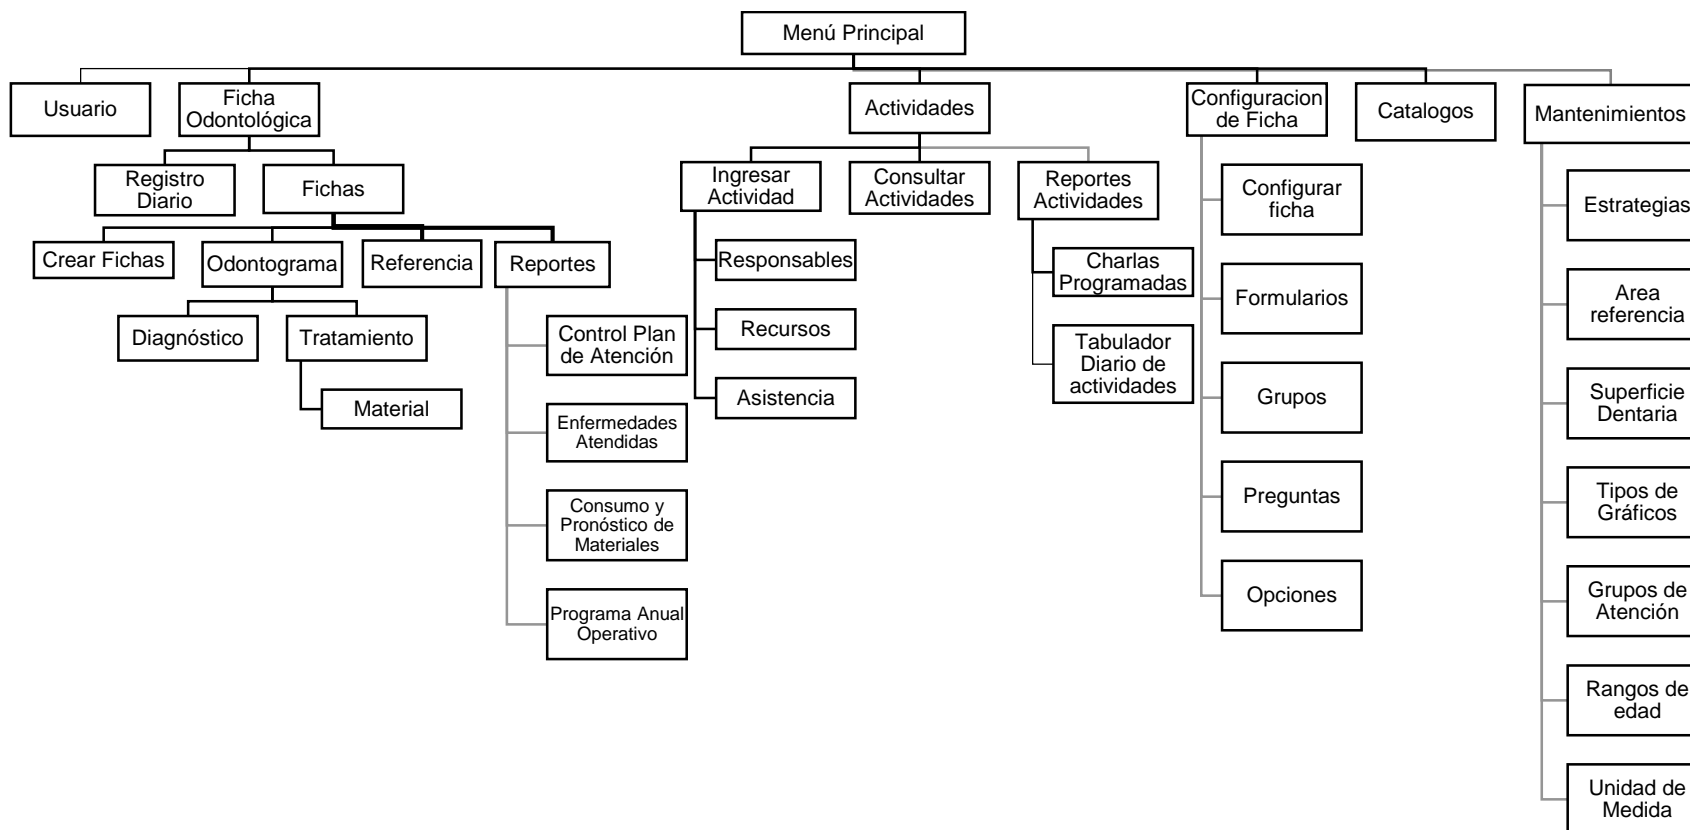 Menú Principal
Usuario
Ficha
Odontológica
Actividades
Configuracion
de Ficha
Catalogos
Mantenimientos
Registro
Diario
Fichas
Ingresar
Actividad
Consultar
Actividades
Reportes
Actividades
Configurar
ficha
Estrategias
Crear Fichas
Odontograma
Referencia
Reportes
Responsables
Charlas
Programadas
Formularios
Area
referencia
Diagnóstico
Tratamiento
Control Plan
de Atención
Recursos
Tabulador
Diario de
actividades
Grupos
Superficie
Dentaria
Material
Enfermedades
Atendidas
Asistencia
Preguntas
Tipos de
Gráficos
Consumo y
Pronóstico de
Materiales
Opciones
Grupos de
Atención
Programa Anual
Operativo
Rangos de
edad
Unidad de
Medida